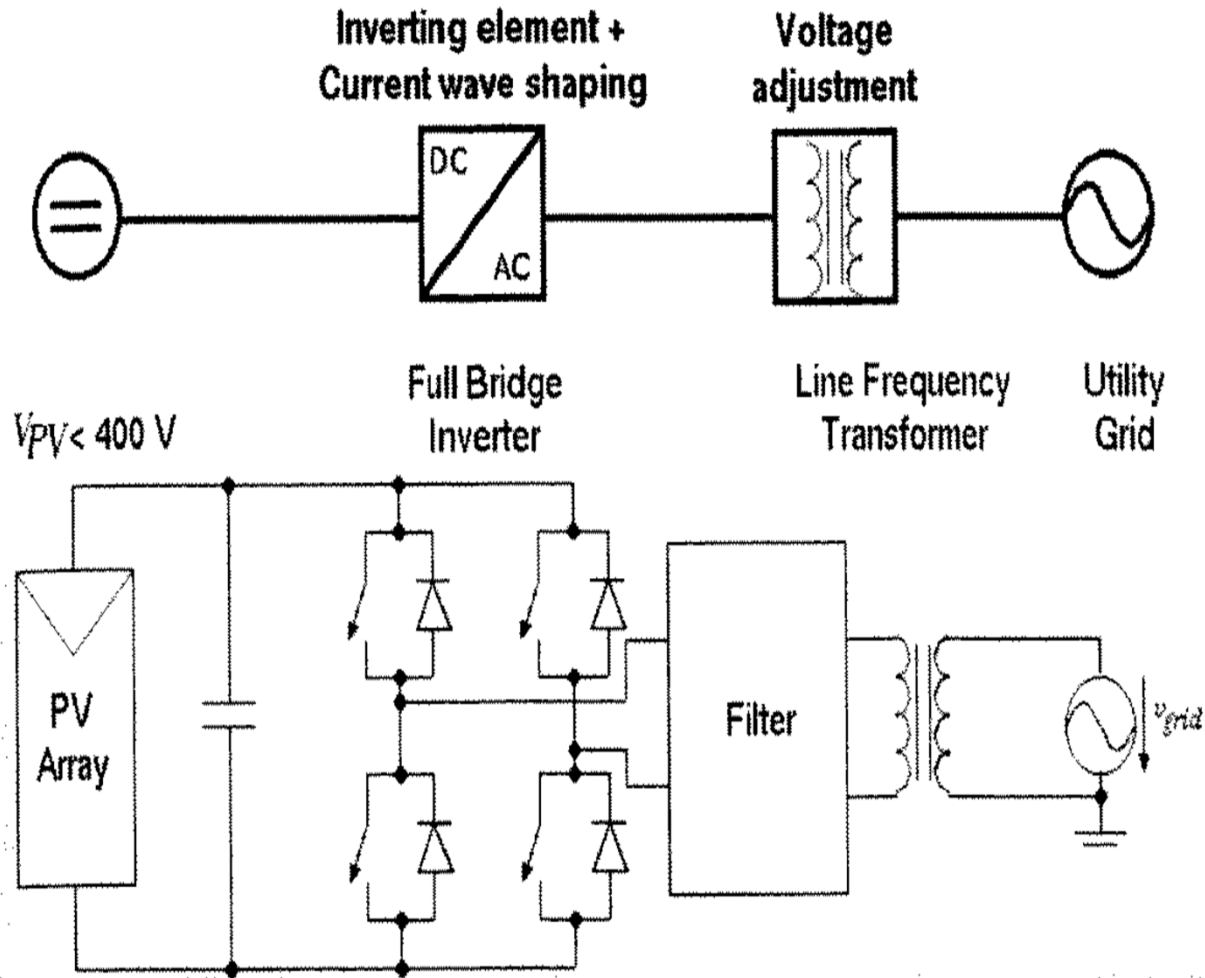 Inverting element +
Current wave shaping
Voltage
adjustment
DC
AC
Full Bridge
Inverter
Line Frequency
Transformer
Utility
Grid
VPV< 400 V
PV
Array
Filter
vgrid